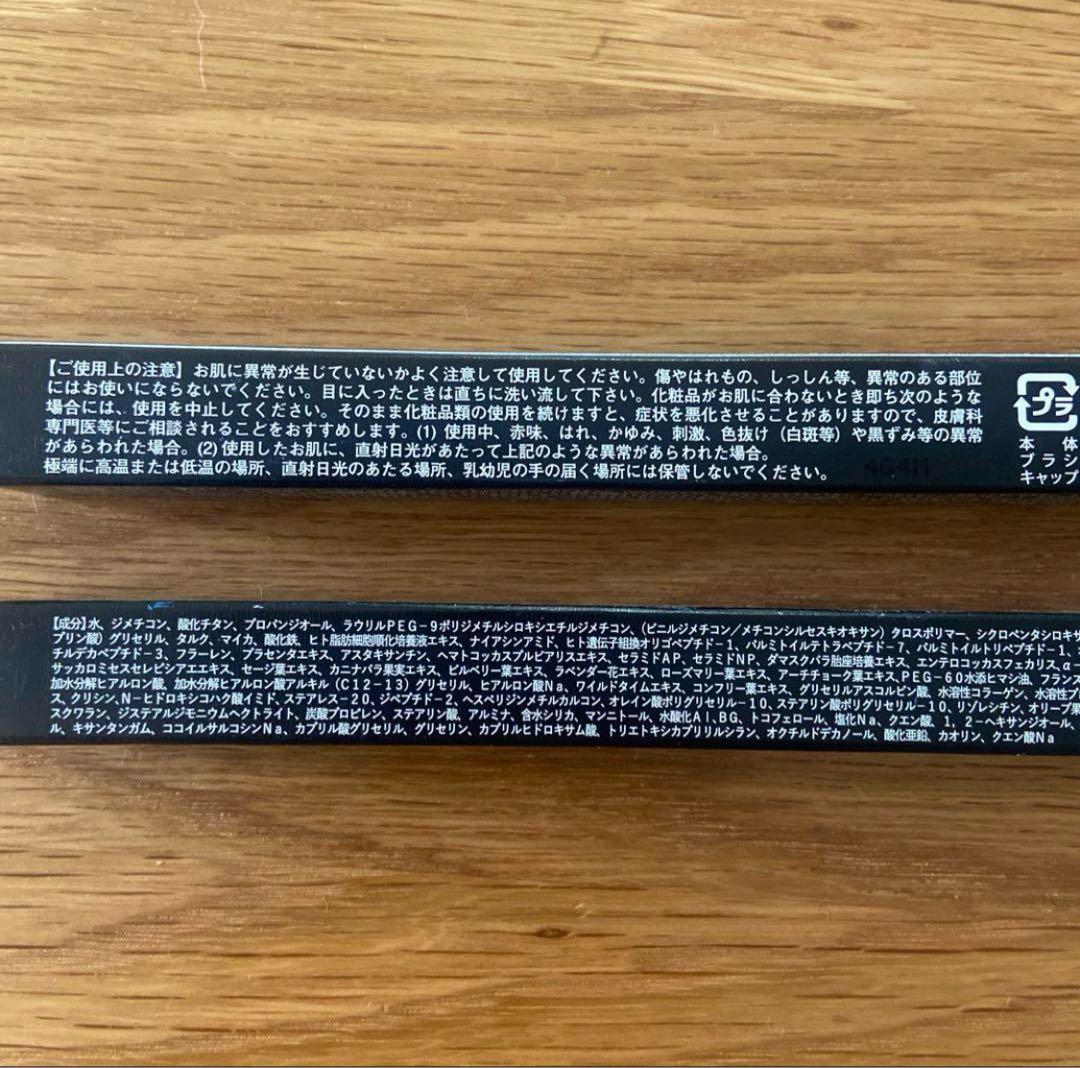 【ご使用上の注意】お肌に異常が生じていないかよく注意して使用してください。傷やはれもの、しっしん等、異常のある部位
にはお使いにならないでください。目に入ったときは直ちに洗い流して下さい。化粧品がお肌に合わないとき即ち次のような
場合には、使用を中止してください。そのまま化粧品類の使用を続けますと、症状を悪化させることがありますので、皮膚科
専門医等にご相談されることをおすすめします。(1) 使用中、赤味、はれ、かゆみ、刺激、色抜け(白斑等)や黒ずみ等の異常
があらわれた場合。(2) 使用したお肌に、直射日光があたって上記のような異常があらわれた場合。
極端に高温または低温の場所、直射日光のあたる場所、乳幼児の手の届く場所には保管しないでください。
4G4M
プラ
本体
ブラシ
キャップ
【成分】水、ジメチコン、酸化チタン、プロパンジオール、ラウリルPEG-9ポリジメチルシロキシエチルジメチコン、(ビニルジメチコン/メチコンシルセスキオキサン)クロスポリマー、シクロペンタシロキサ
プリン酸)グリセリル、タルク、マイカ、酸化鉄、ヒト脂肪細胞順化培養液エキス、ナイアシンアミド、ヒト遺伝子組換オリゴペプチド-1、パルミトイルテトラペプチド-7、パルミトイルトリペプチド-1、
チルデカペプチド-3、フラーレン、プラセンタエキス、アスタキサンチン、ヘマトコッカスプルビアリスエキス、セラミドAP、セラミドNP、ダマスクバラ胎座培養エキス、エンテロコッカスフェカリス、α-
サッカロミセスセレビシアエエキス、セージ葉エキス、カニナバラ果実エキス、ビルベリー葉エキス、ラベンダー花エキス、ローズマリー葉エキス、アーチチョーク葉エキス、PEG-60水添ヒマシ油、フランス
加水分解ヒアルロン酸、加水分解ヒアルロン酸アルキル(C12-13)グリセリル、ヒアルロン酸Na、ワイルドタイムエキス、コンフリー葉エキス、グリセリルアスコルビン酸、水溶性コラーゲン、水溶性プ
ス、クリシン、N-ヒドロキシコハク酸イミド、ステアレス-20、ジペプチド-2、ヘスペリジンメチルカルコン、オレイン酸ポリグリセリル-10、ステアリン酸ポリグリセリル-10、リゾレシチン、オリーブ果
スクワラン、ジステアルジモニウムヘクトライト、炭酸プロピレン、ステアリン酸、アルミナ、含水シリカ、マンニトール、水酸化Al、BG、トコフェロール、塩化Na、クエン酸、1,2-ヘキサンジオール、
ル、キサンタンガム、ココイルサルコシンNa、カプリル酸グリセリル、グリセリン、カプリルヒドロキサム酸、トリエトキシカプリリルシラン、オクチルドデカノール、酸化亜鉛、カオリン、クエン酸Na